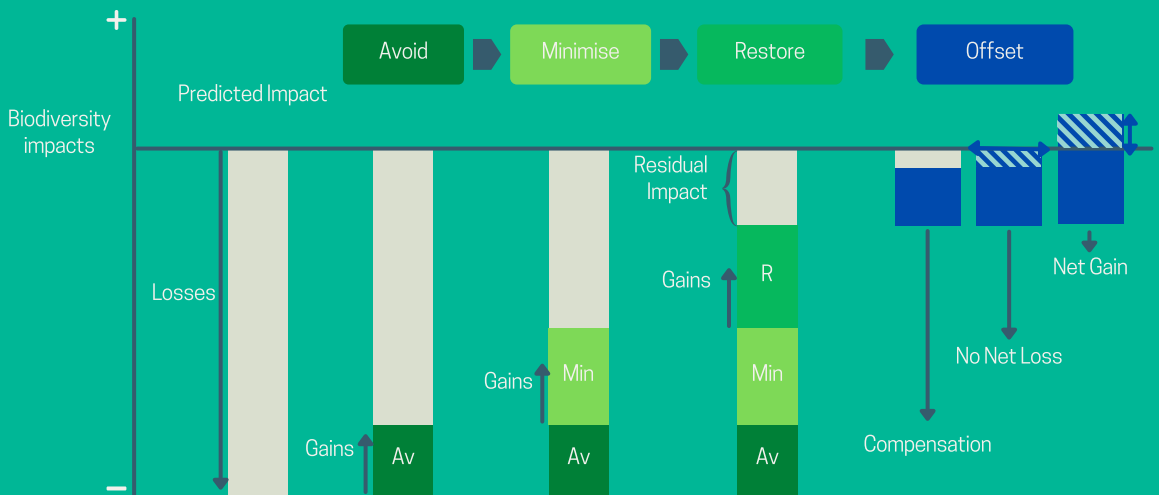 +
Avoid
Minimise
Restore
Offset
Predicted Impact
Biodiversity
impacts
Residual
Impact
Losses
Gains
R
Net Gain
No Net Loss
Gains
Min
Min
Compensation
Gains
Av
Av
Av
−